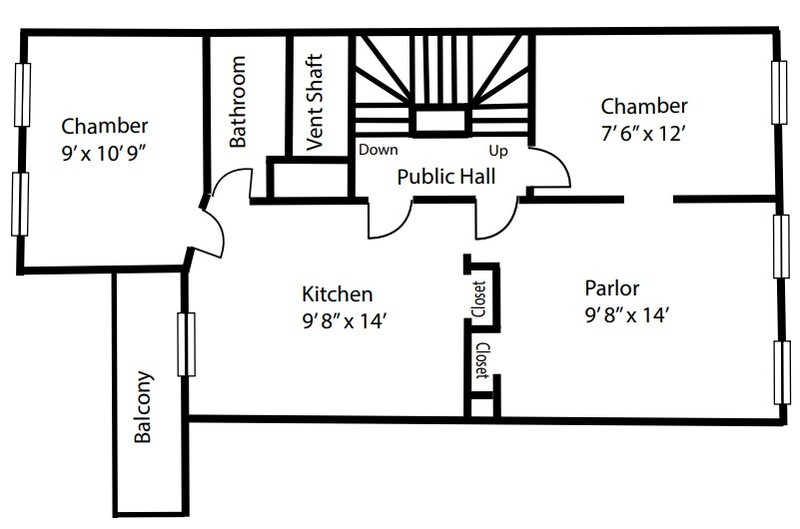 Chamber
9’ x 10’ 9”
Bathroom
Vent Shaft
Down
Up
Public Hall
Chamber
7’ 6” x 12’
Kitchen
9’ 8” x 14’
Closet
Closet
Parlor
9’ 8” x 14’
Balcony